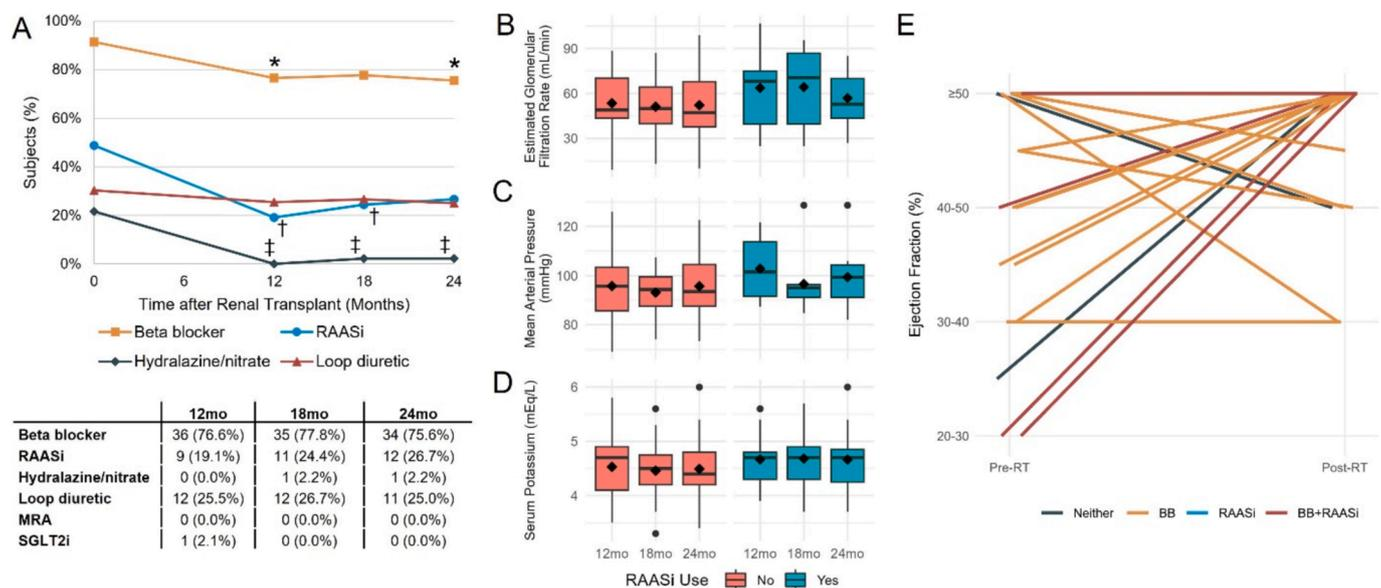 A
100%
80%
60%
40%
20%
0%
Subjects (%)
*
*
†
†
‡
‡
‡
0
6
12
18
24
Time after Renal Transplant (Months)
Beta blocker
RAASi
Hydralazine/nitrate
Loop diuretic
12mo 18mo 24mo
Beta blocker 36 (76.6%) 35 (77.8%) 34 (75.6%)
RAASi 9 (19.1%) 11 (24.4%) 12 (26.7%)
Hydralazine/nitrate 0 (0.0%) 1 (2.2%) 1 (2.2%)
Loop diuretic 12 (25.5%) 12 (26.7%) 11 (25.0%)
MRA 0 (0.0%) 0 (0.0%) 0 (0.0%)
SGLT2i 1 (2.1%) 0 (0.0%) 0 (0.0%)
B
Estimated Glomerular
Filtration Rate (mL/min)
90
60
30
C
Mean Arterial Pressure
(mmHg)
120
100
80
D
Serum Potassium (mEq/L)
6
5
4
12mo 18mo 24mo 12mo 18mo 24mo
RAASi Use No Yes
E
Ejection Fraction (%)
≥50
40-50
30-40
20-30
Pre-RT Post-RT
Neither BB RAASi BB+RAASi